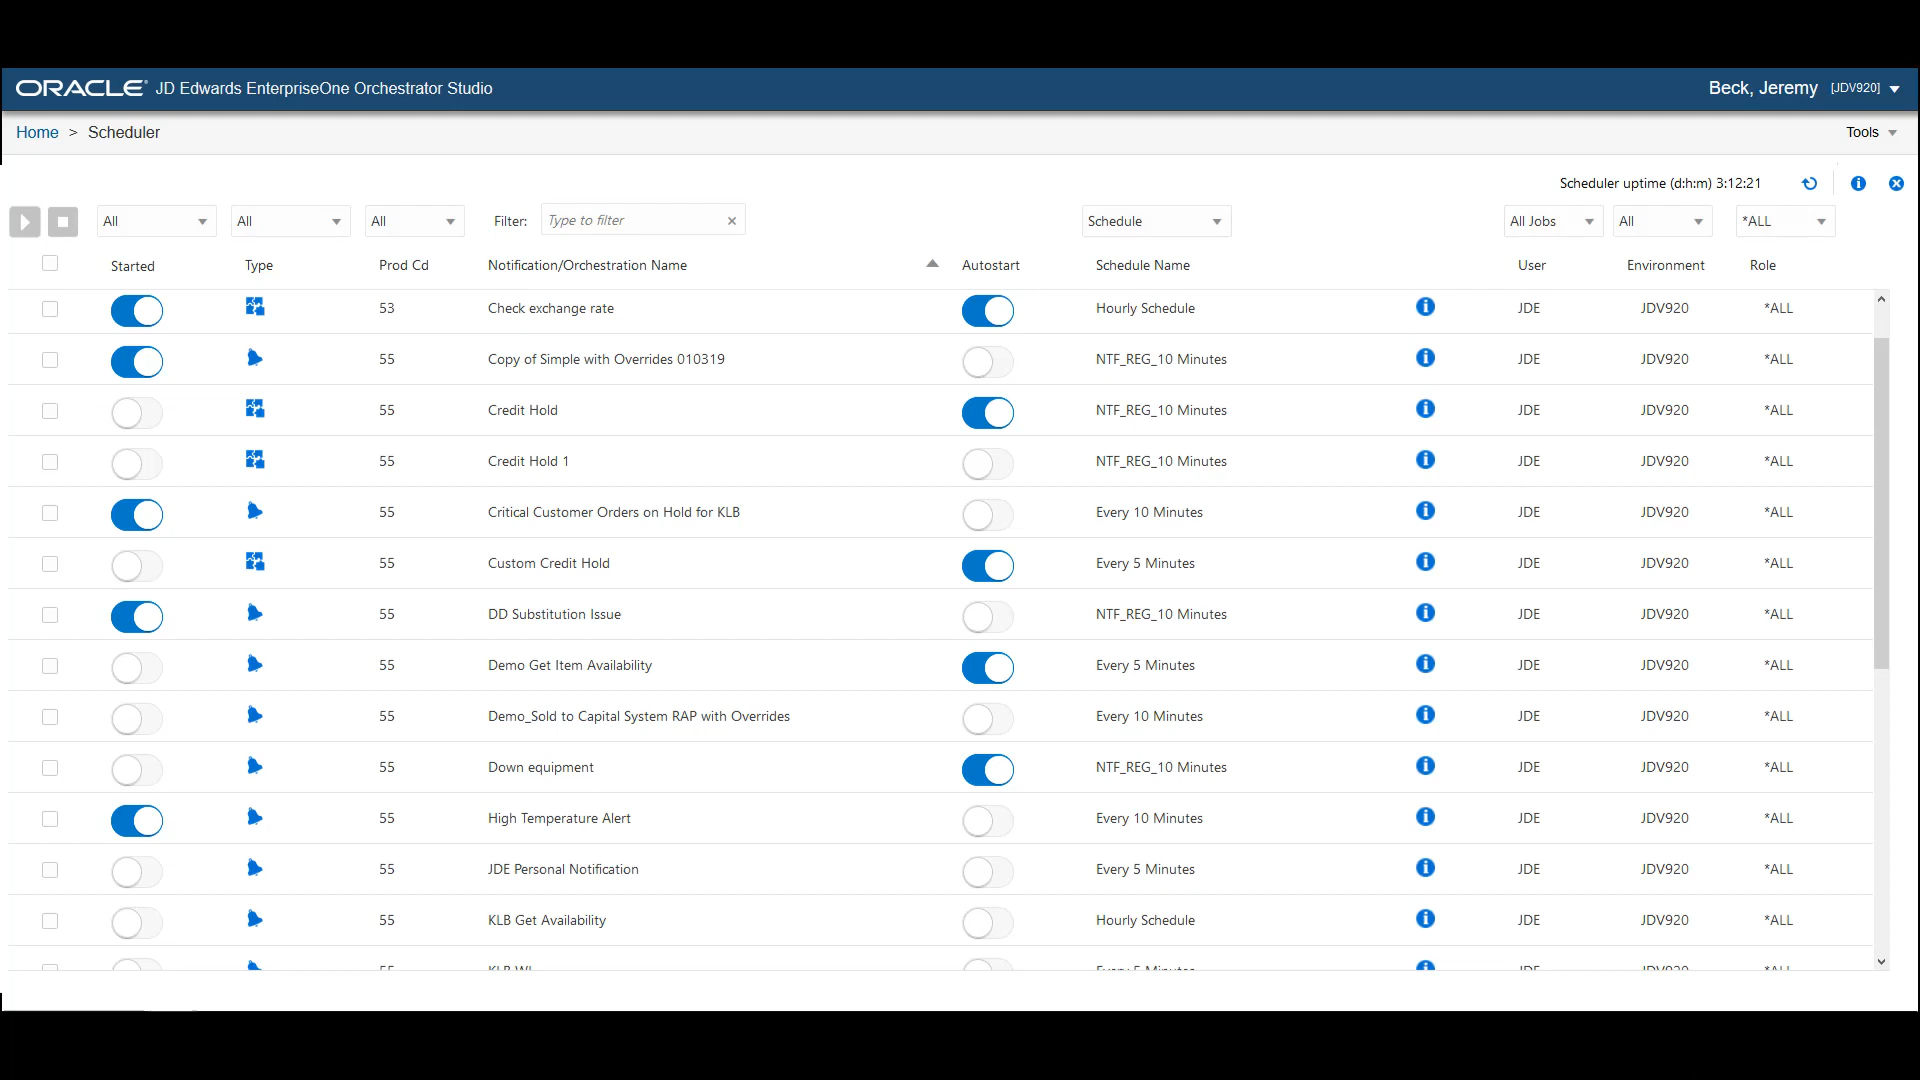 ORACLE® JD Edwards EnterpriseOne Orchestrator Studio Beck, Jeremy [JDV920]
Home > Scheduler Tools
Scheduler uptime (d:h:m) 3:12:21
All All All Filter: Type to filter Schedule All Jobs All *ALL
Started Type Prod Cd Notification/Orchestration Name Autostart Schedule Name User Environment Role
53 Check exchange rate Hourly Schedule JDE JDV920 *ALL
55 Copy of Simple with Overrides 010319 NTF_REG_10 Minutes JDE JDV920 *ALL
55 Credit Hold NTF_REG_10 Minutes JDE JDV920 *ALL
55 Credit Hold 1 NTF_REG_10 Minutes JDE JDV920 *ALL
55 Critical Customer Orders on Hold for KLB Every 10 Minutes JDE JDV920 *ALL
55 Custom Credit Hold Every 5 Minutes JDE JDV920 *ALL
55 DD Substitution Issue NTF_REG_10 Minutes JDE JDV920 *ALL
55 Demo Get Item Availability Every 5 Minutes JDE JDV920 *ALL
55 Demo_Sold to Capital System RAP with Overrides Every 10 Minutes JDE JDV920 *ALL
55 Down equipment NTF_REG_10 Minutes JDE JDV920 *ALL
55 High Temperature Alert Every 10 Minutes JDE JDV920 *ALL
55 JDE Personal Notification Every 5 Minutes JDE JDV920 *ALL
55 KLB Get Availability Hourly Schedule JDE JDV920 *ALL
55 KLB Every 5 Minutes JDE JDV920 *ALL